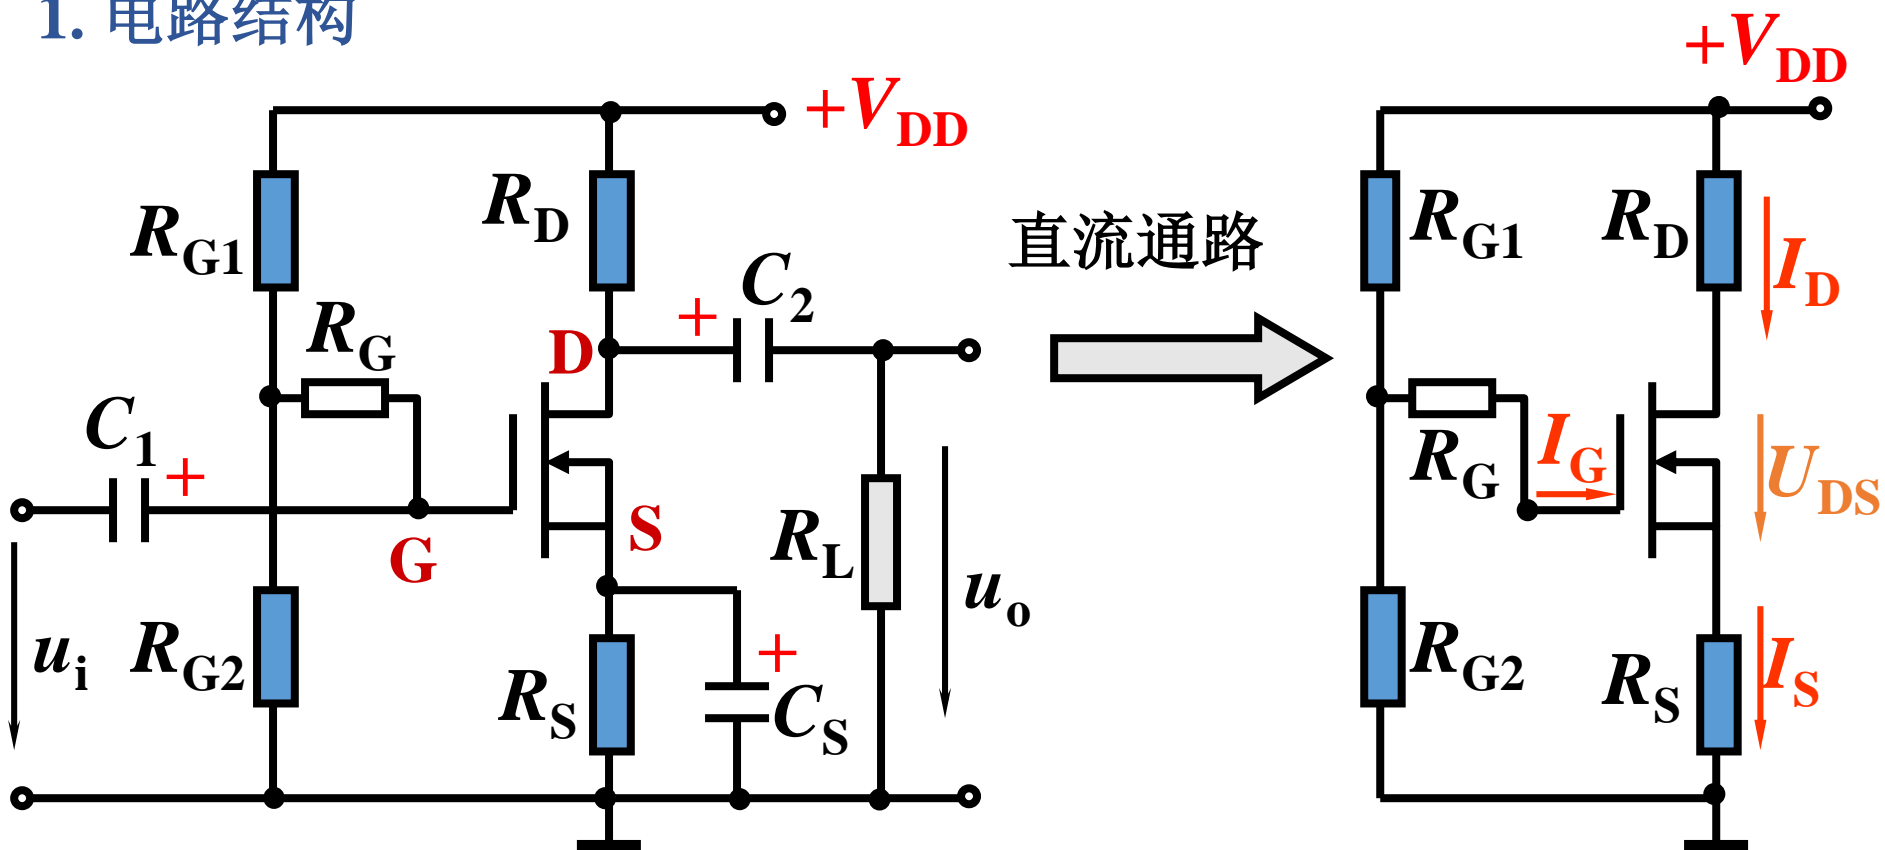 1. 电路结构
+VDD
RG1
RD
C2
+
RG
D
C1
+
G
S
RL
uo
ui
RG2
RS
+
CS
直流通路
+VDD
RG1
RD
ID
RG
IG
UDS
RG2
RS
IS